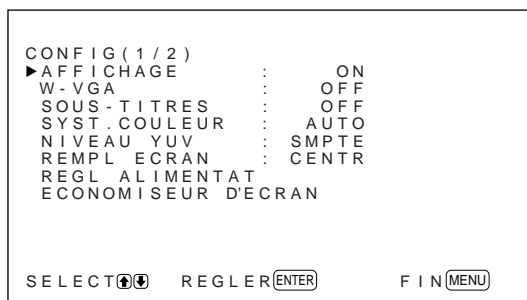 CONFIG(1/2)
▶AFFICHAGE : ON
W-VGA : OFF
SOUS-TITRES : OFF
SYST.COULEUR : AUTO
NIVEAU YUV : SMPTE
REMPL ECRAN : CENTR
REGL ALIMENTAT
ECONOMISEUR D'ECRAN
SELECT⬆⬇ REGLER ENTER FIN MENU